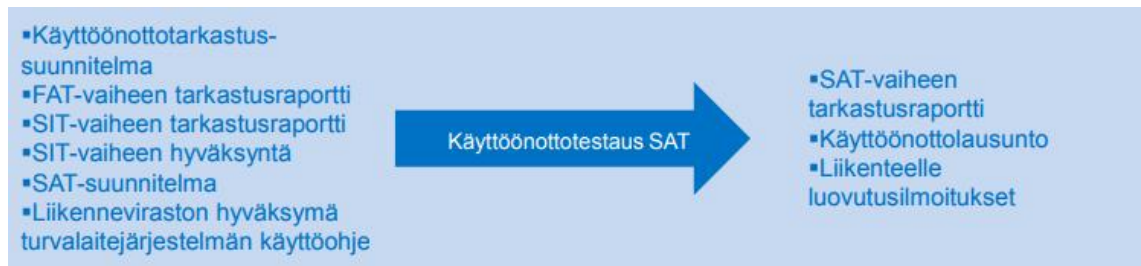 ▪Käyttöönottotarkastus-
suunnitelma
▪FAT-vaiheen tarkastusraportti
▪SIT-vaiheen tarkastusraportti
▪SIT-vaiheen hyväksyntä
▪SAT-suunnitelma
▪Liikenneviraston hyväksymä
turvalaitejärjestelmän käyttöohje
Käyttöönottotestaus SAT
▪SAT-vaiheen
tarkastusraportti
▪Käyttöönottolausunto
▪Liikenteelle
luovutusilmoitukset